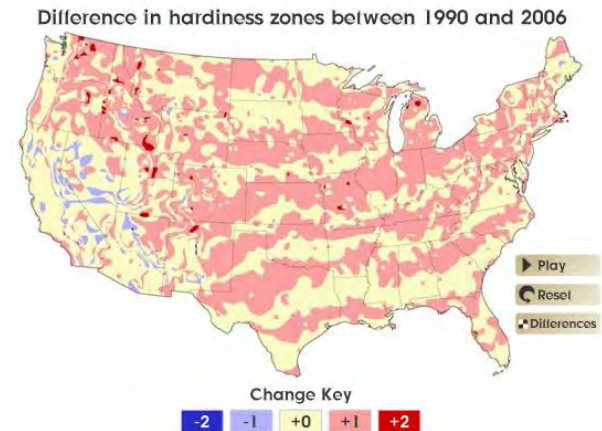 Difference in hardiness zones between 1990 and 2006
Play
Reset
Differences
Change Key
-2 -1 +0 +1 +2